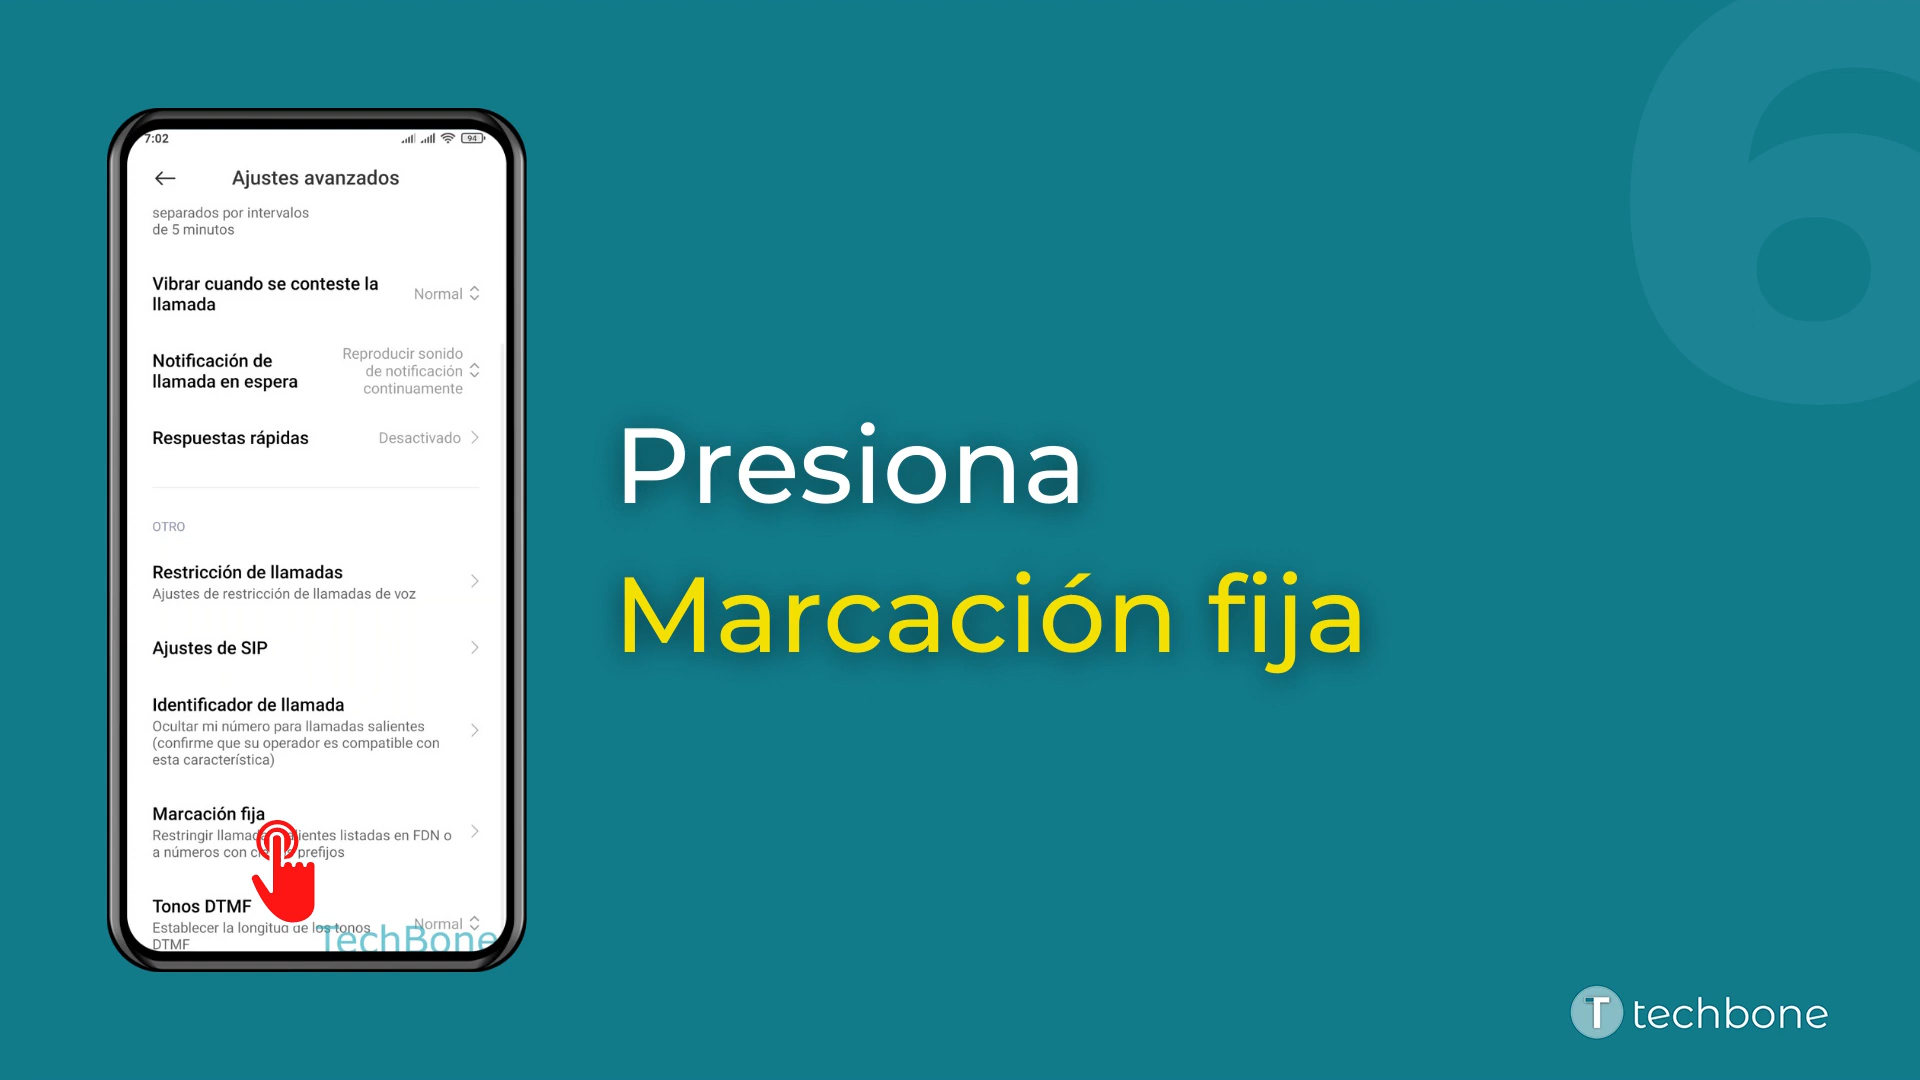 6
7:02
94
Ajustes avanzados
separados por intervalos
de 5 minutos
Vibrar cuando se conteste la
llamada
Normal
Notificación de
llamada en espera
Reproducir sonido
de notificación
continuamente
Respuestas rápidas
Desactivado
OTRO
Restricción de llamadas
Ajustes de restricción de llamadas de voz
Ajustes de SIP
Identificador de llamada
Ocultar mi número para llamadas salientes
(confirme que su operador es compatible con
esta característica)
Marcación fija
Restringir listadas en FDN o
a números con prefijos
Tonos DTMF
Establecer la longitud de los tonos
DTMF
Normal
TechBone
Presiona
Marcación fija
T techbone